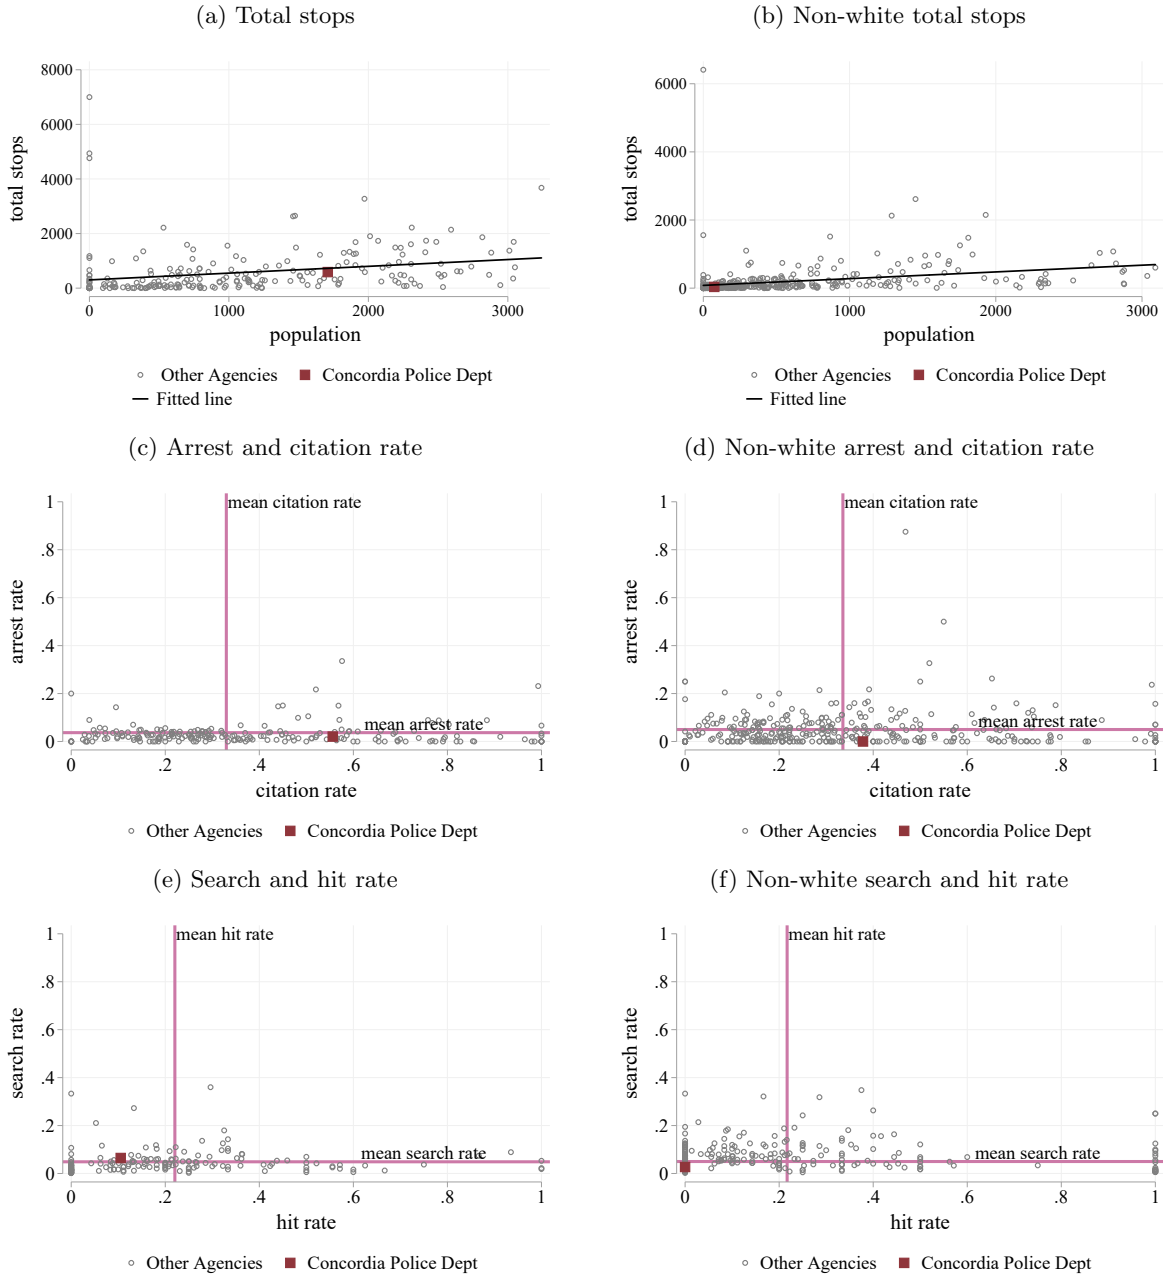 (a) Total stops
(b) Non-white total stops
8000
6000
4000
2000
0
total stops
0
1000
2000
3000
population
6000
4000
2000
0
total stops
0
1000
2000
3000
population
Other Agencies
Concordia Police Dept
Fitted line
Other Agencies
Concordia Police Dept
Fitted line
(c) Arrest and citation rate
(d) Non-white arrest and citation rate
1
.8
.6
.4
.2
0
arrest rate
mean citation rate
mean arrest rate
0
.2
.4
.6
.8
1
citation rate
1
.8
.6
.4
.2
0
arrest rate
mean citation rate
mean arrest rate
0
.2
.4
.6
.8
1
citation rate
Other Agencies
Concordia Police Dept
Other Agencies
Concordia Police Dept
(e) Search and hit rate
(f) Non-white search and hit rate
1
.8
.6
.4
.2
0
search rate
mean hit rate
mean search rate
0
.2
.4
.6
.8
1
hit rate
1
.8
.6
.4
.2
0
search rate
mean hit rate
mean search rate
0
.2
.4
.6
.8
1
hit rate
Other Agencies
Concordia Police Dept
Other Agencies
Concordia Police Dept